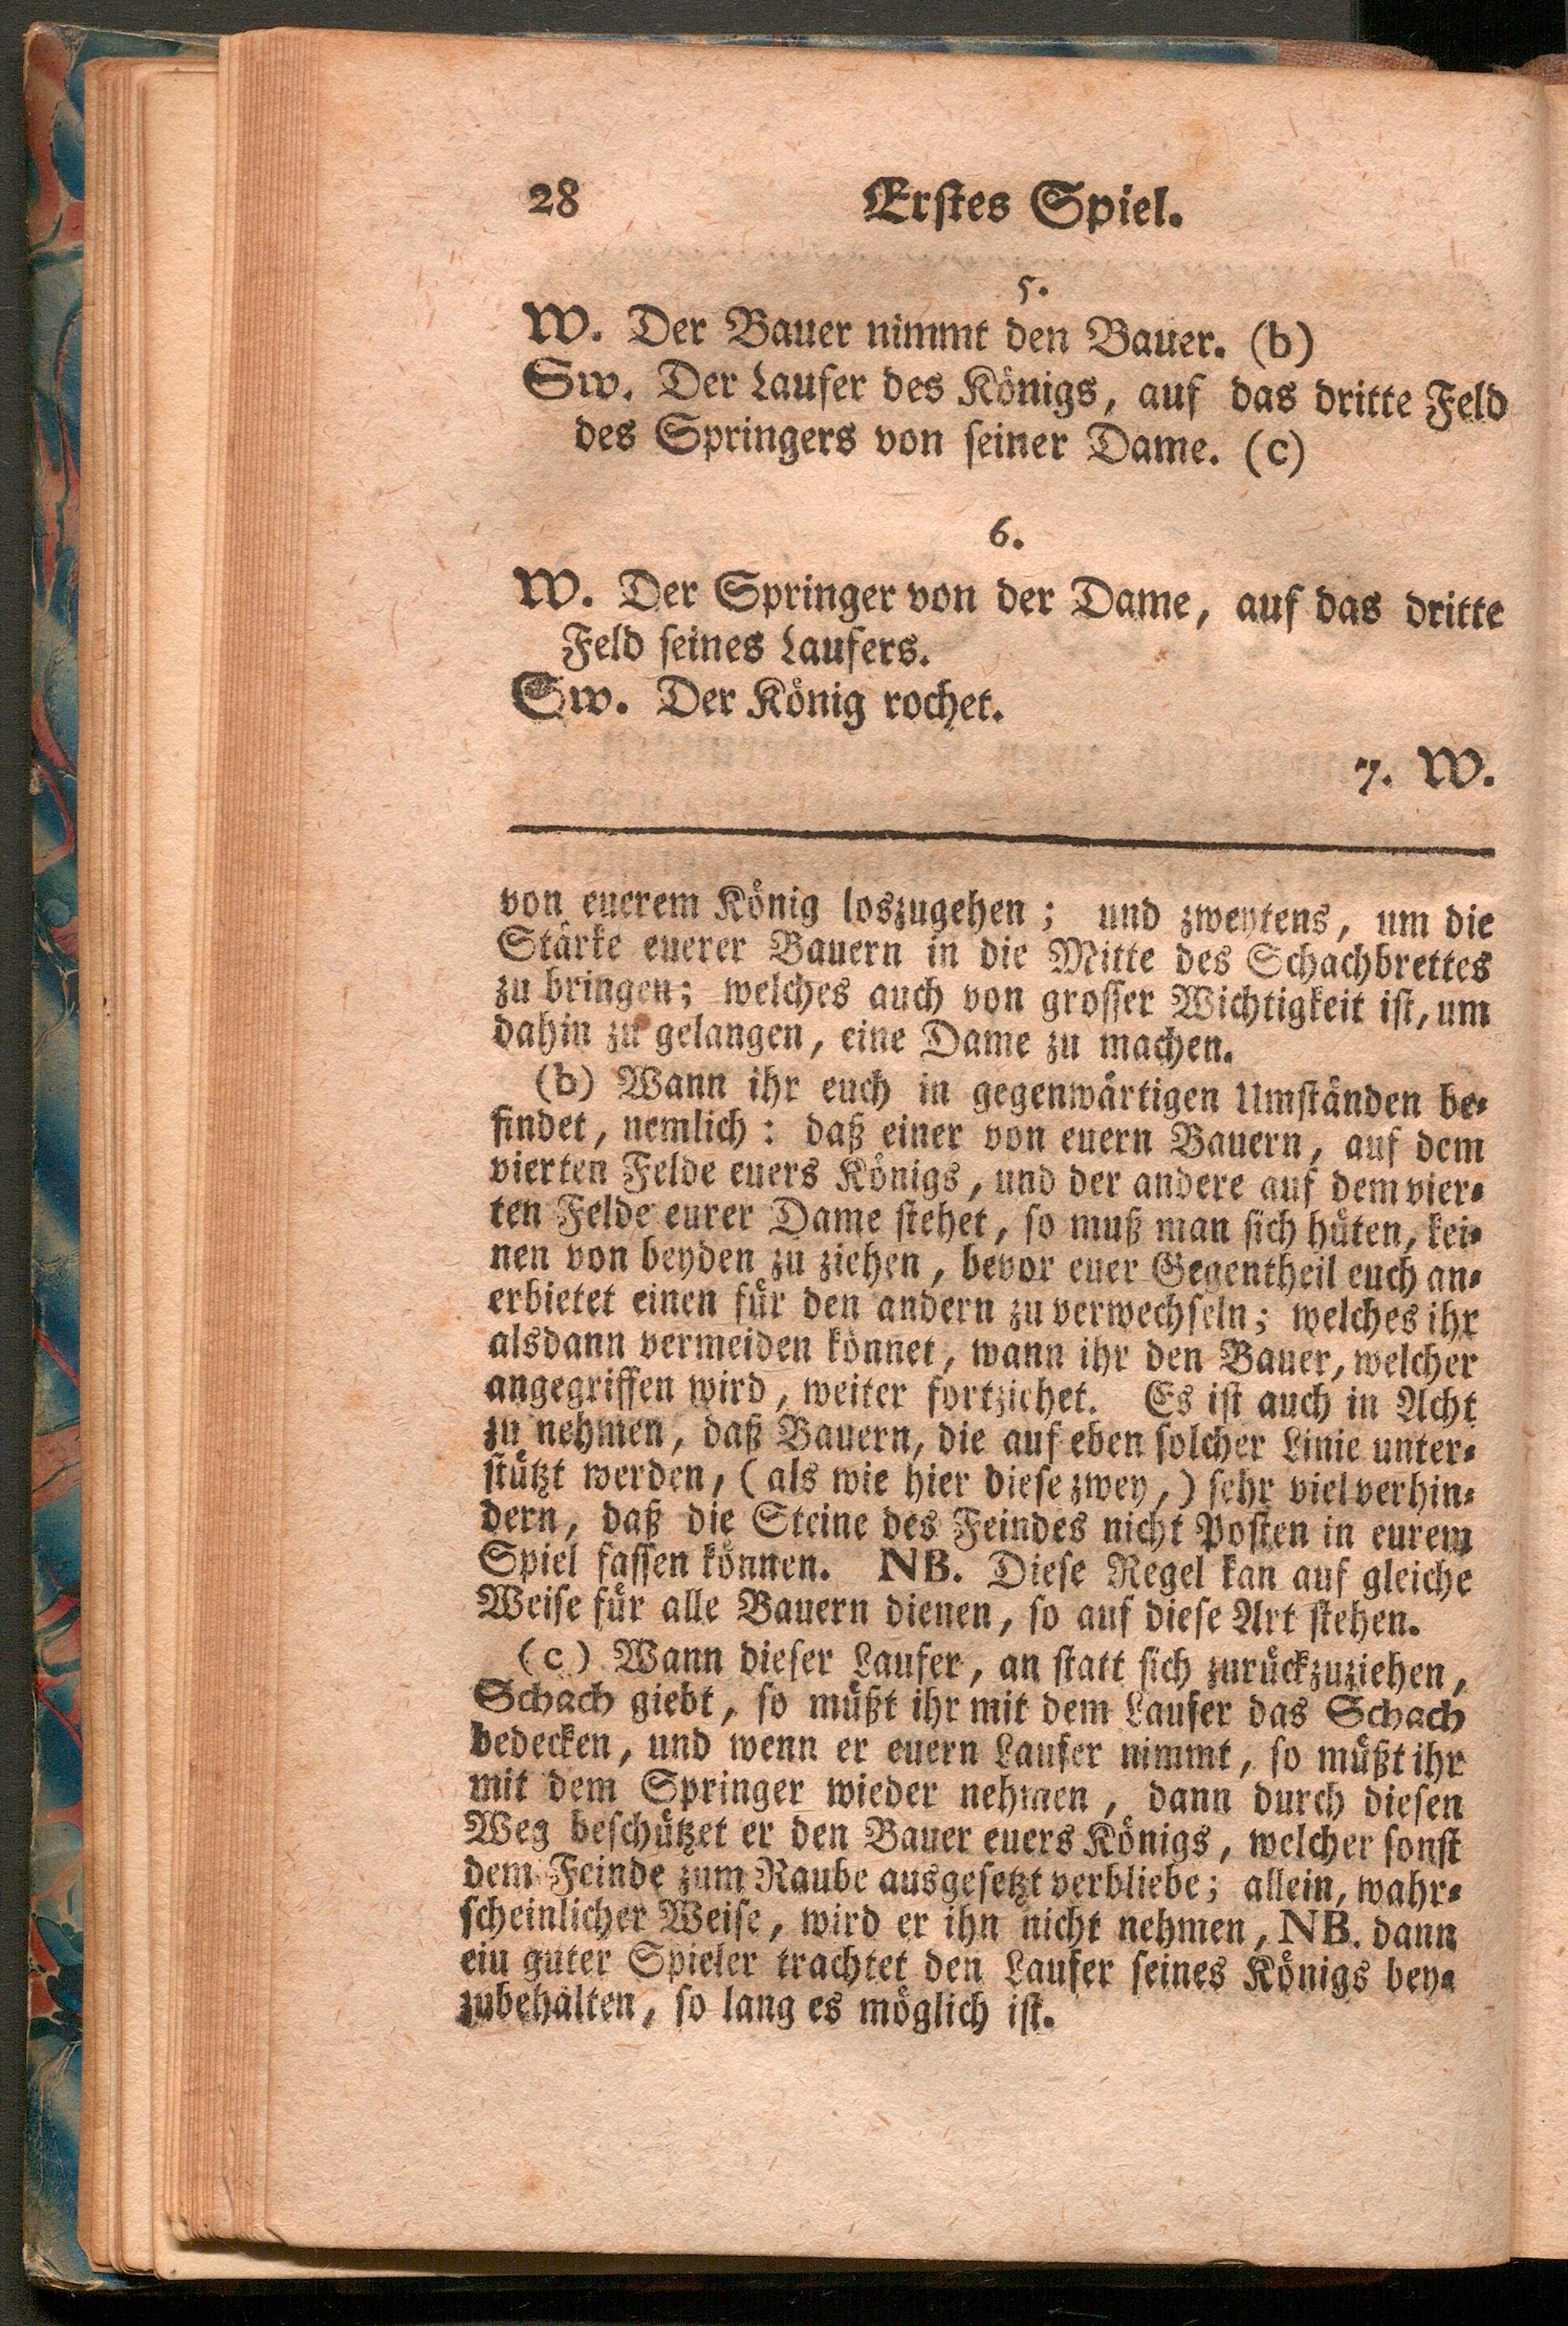 28 Erstes Spiel.
5.
W. Der Bauer nimmt den Bauer. (b)
Sw. Der Laufer des Königs, auf das dritte Feld
des Springers von seiner Dame. (c)
6.
W. Der Springer von der Dame, auf das dritte
Feld seines Laufers.
Sw. Der König rochet.
7. W.
von euerem König loszugehen; und zweytens, um die
Stärke euerer Bauern in die Mitte des Schachbrettes
zu bringen; welches auch von grosser Wichtigkeit ist, um
dahin zu gelangen, eine Dame zu machen.
(b) Wann ihr euch in gegenwärtigen Umständen be-
findet, nemlich: daß einer von euern Bauern, auf dem
vierten Felde euers Königs, und der andere auf dem vier-
ten Felde eurer Dame stehet, so muß man sich hüten, kei-
nen von beyden zu ziehen, bevor euer Gegentheil euch an-
erbietet einen für den andern zu verwechseln; welches ihr
alsdann vermeiden könnet, wann ihr den Bauer, welcher
angegriffen wird, weiter fortziehet. Es ist auch in Acht
zu nehmen, daß Bauern, die auf eben solcher Linie unter-
stützt werden, (als wie hier diese zwey,) sehr viel verhin-
dern, daß die Steine des Feindes nicht Posten in eurem
Spiel fassen können. NB. Diese Regel kan auf gleiche
Weise für alle Bauern dienen, so auf diese Art stehen.
(c) Wann dieser Laufer, an statt sich zurückzuziehen,
Schach giebt, so müßt ihr mit dem Laufer das Schach
bedecken, und wenn er euern Laufer nimmt, so müßt ihr
mit dem Springer wieder nehmen, dann durch diesen
Weg beschützet er den Bauer euers Königs, welcher sonst
dem Feinde zum Raube ausgesetzt verbliebe; allein, wahr-
scheinlicher Weise, wird er ihn nicht nehmen, NB. dann
ein guter Spieler trachtet den Laufer seines Königs bey-
zubehalten, so lang es möglich ist.